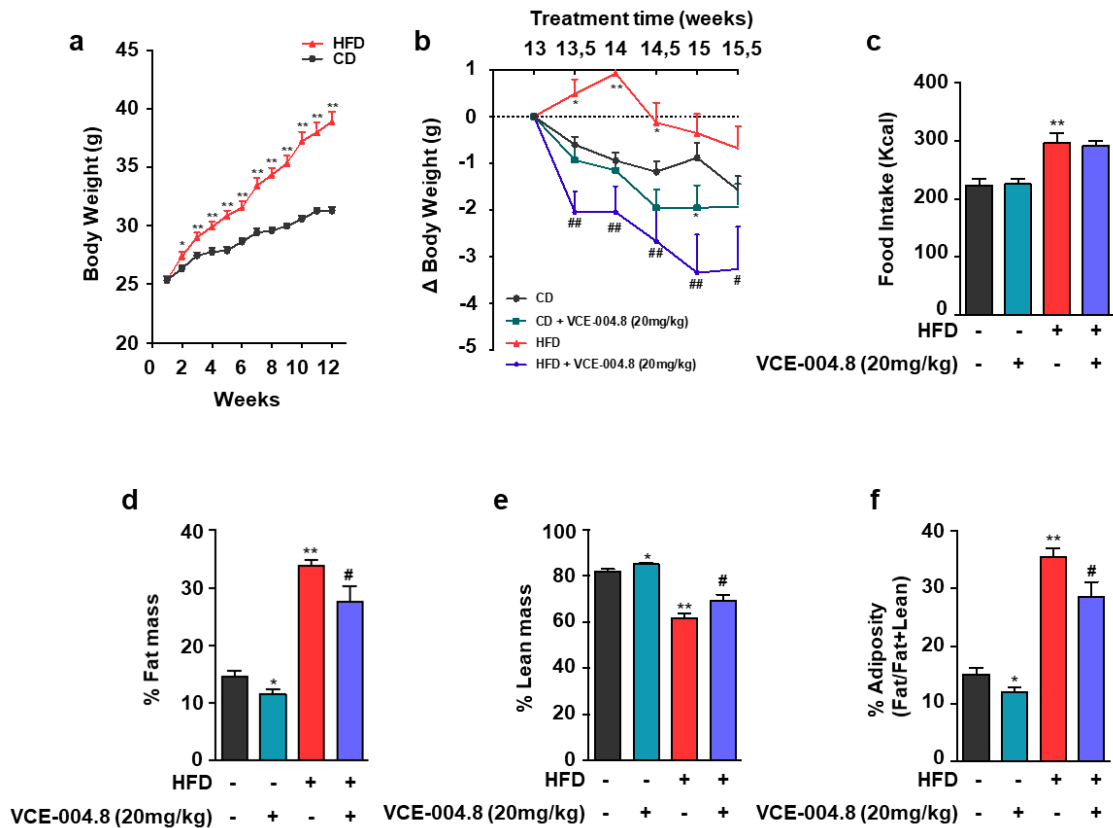 a
HFD
CD
45
40
35
30
25
20
Body Weight (g)
* ** ** ** ** ** ** ** ** ** **
0 2 4 6 8 10 12
Weeks
b
Treatment time (weeks)
13 13,5 14 14,5 15 15,5
1
0
-1
-2
-3
-4
-5
Δ Body Weight (g)
* ** * *
## ## ## ## #
CD
CD + VCE-004.8 (20mg/kg)
HFD
HFD + VCE-004.8 (20mg/kg)
c
400
300
200
100
0
Food Intake (Kcal)
**
HFD - - + +
VCE-004.8 (20mg/kg) - + - +
d
40
30
20
10
0
% Fat mass
* ** #
HFD - - + +
VCE-004.8 (20mg/kg) - + - +
e
100
80
60
40
20
0
% Lean mass
* ** #
HFD - - + +
VCE-004.8 (20mg/kg) - + - +
f
40
30
20
10
0
% Adiposity
(Fat/Fat+Lean)
* ** #
HFD - - + +
VCE-004.8 (20mg/kg) - + - +